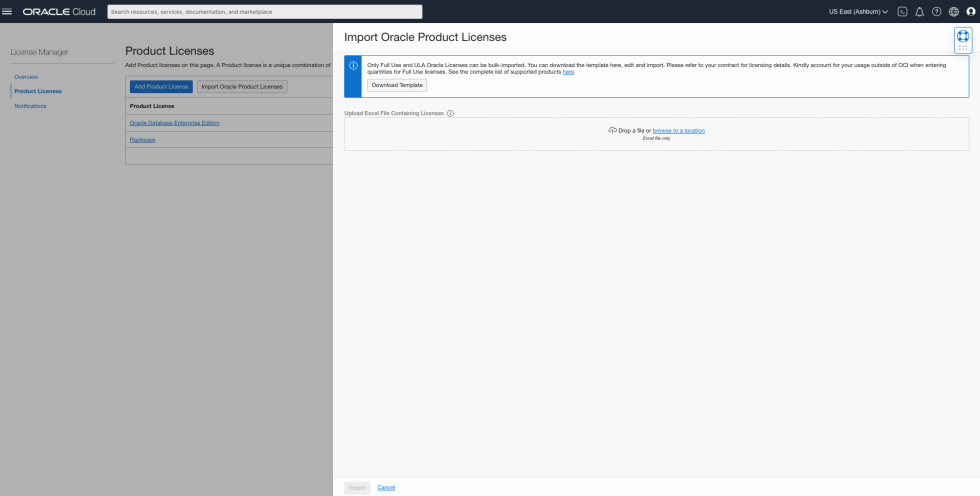 ORACLE Cloud
Search resources, services, documentation, and marketplace
US East (Ashburn)
License Manager
Overview
Product Licenses
Notifications
Product Licenses
Add Product licenses on this page. A Product license is a unique combination of
Add Product License
Import Oracle Product Licenses
Product License
Oracle Database Enterprise Edition
Rackware
Import Oracle Product Licenses
Only Full Use and ULA Oracle Licenses can be bulk-imported. You can download the template here, edit and import. Please refer to your contract for licensing details. Kindly account for your usage outside of OCI when entering
quantities for Full Use licenses. See the complete list of supported products here.
Download Template
Upload Excel File Containing Licenses
Drop a file or browse to a location
Excel file only
Import
Cancel